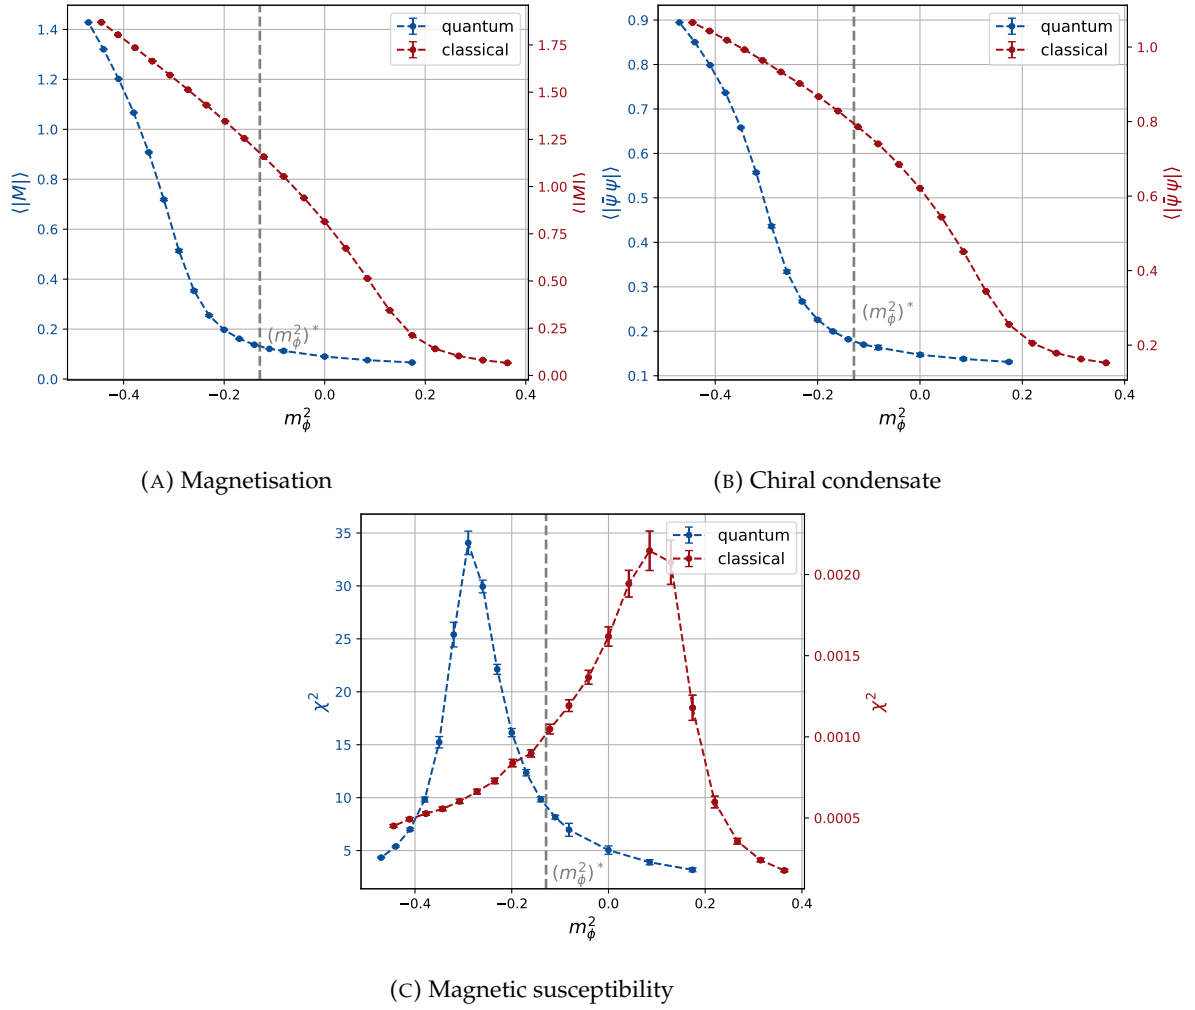 quantum
classical
⟨|M|⟩
1.4
1.2
1.0
0.8
0.6
0.4
0.2
0.0
1.75
1.50
1.25
1.00
0.75
0.50
0.25
0.00
⟨|M|⟩
(m²ϕ)*
−0.4 −0.2 0.0 0.2 0.4
m²ϕ
(A) Magnetisation
quantum
classical
⟨|ψ̄ψ|⟩
0.9
0.8
0.7
0.6
0.5
0.4
0.3
0.2
0.1
1.0
0.8
0.6
0.4
0.2
⟨|ψ̄ψ|⟩
(m²ϕ)*
−0.4 −0.2 0.0 0.2 0.4
m²ϕ
(B) Chiral condensate
quantum
classical
χ²
35
30
25
20
15
10
5
0.0020
0.0015
0.0010
0.0005
χ²
(m²ϕ)*
−0.4 −0.2 0.0 0.2 0.4
m²ϕ
(C) Magnetic susceptibility